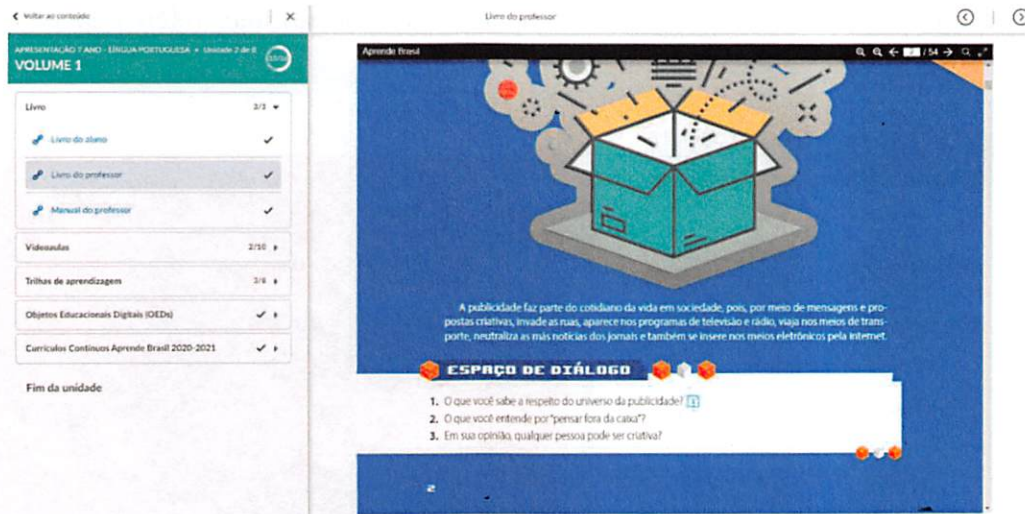 Voltar ao conteúdo
Livro do professor
APRESENTAÇÃO 7 ANO - LÍNGUA PORTUGUESA • Unidade 2 de 8
VOLUME 1
Livro
3/3
Livro do aluno
Livro do professor
Manual do professor
Videoaulas
2/10
Trilhas de aprendizagem
3/8
Objetos Educacionais Digitais (OEDs)
Currículos Contínuos Aprende Brasil 2020-2021
Fim da unidade
Aprende Brasil
/ 54
A publicidade faz parte do cotidiano da vida em sociedade, pois, por meio de mensagens e pro-
postas criativas, invade as ruas, aparece nos programas de televisão e rádio, viaja nos meios de trans-
porte, neutraliza as más notícias dos jornais e também se insere nos meios eletrônicos pela internet.
ESPAÇO DE DIÁLOGO
1. O que você sabe a respeito do universo da publicidade?
2. O que você entende por "pensar fora da caixa"?
3. Em sua opinião, qualquer pessoa pode ser criativa?
2